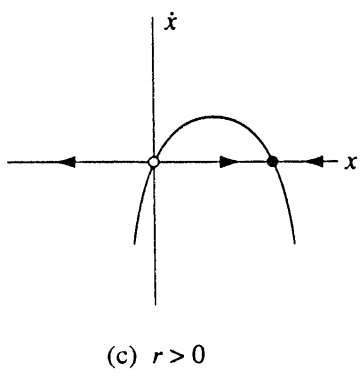 ẋ
x
(c) r > 0